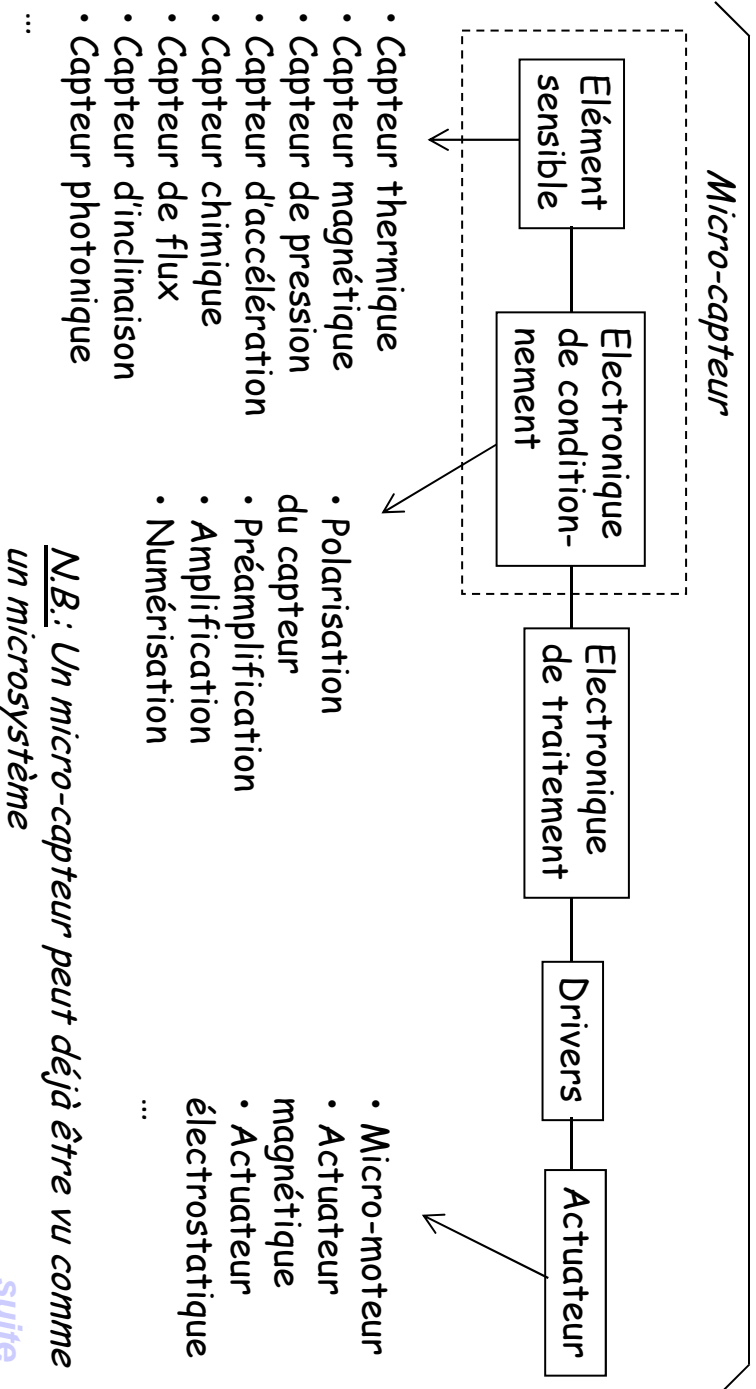 Micro-capteur
Elément
sensible
Electronique
de condition-
nement
Electronique
de traitement
Drivers
Actuateur
• Capteur thermique
• Capteur magnétique
• Capteur de pression
• Capteur d'accélération
• Capteur chimique
• Capteur de flux
• Capteur d'inclinaison
• Capteur photonique
...
• Polarisation
du capteur
• Préamplification
• Amplification
• Numérisation
• Micro-moteur
• Actuateur
magnétique
• Actuateur
électrostatique
...
N.B.: Un micro-capteur peut déjà être vu comme
un microsystème
suite